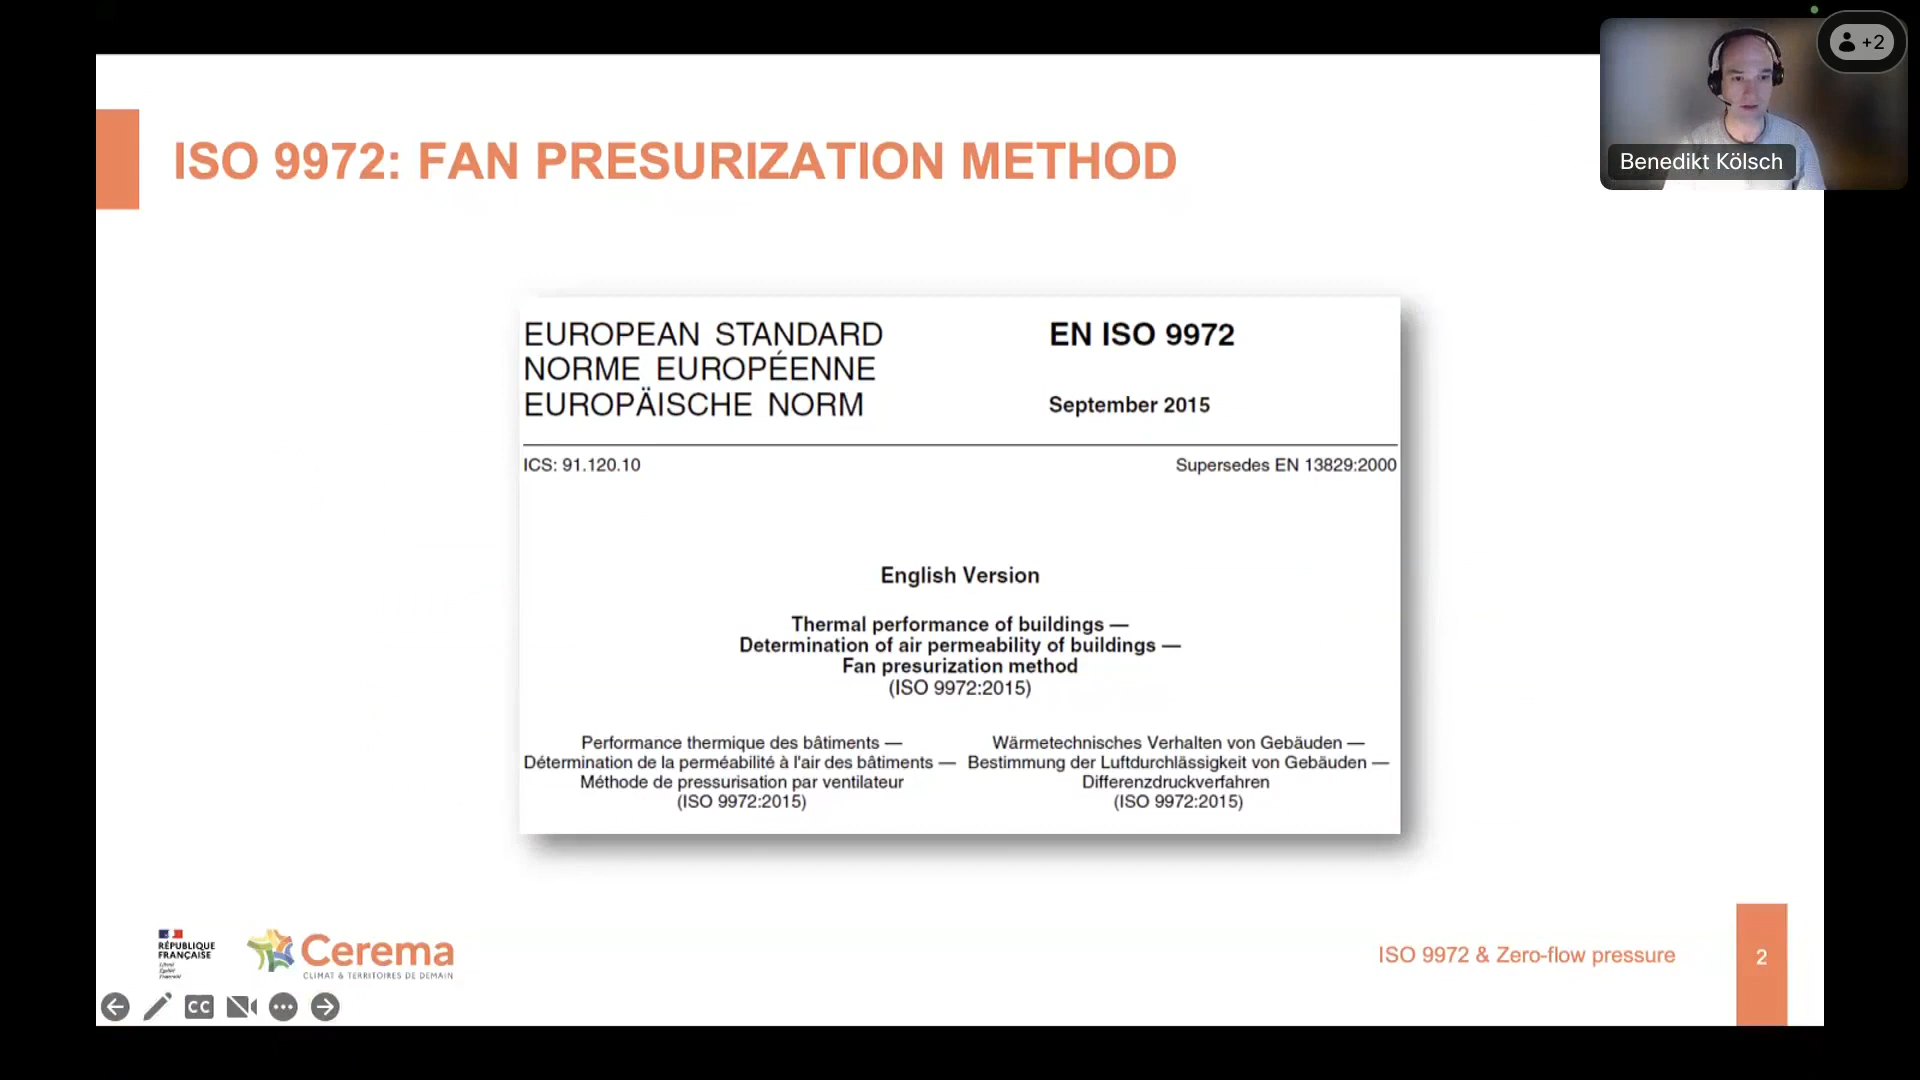 +2
Benedikt Kölsch
ISO 9972: FAN PRESURIZATION METHOD
EUROPEAN STANDARD
NORME EUROPÉENNE
EUROPÄISCHE NORM
EN ISO 9972
September 2015
ICS: 91.120.10
Supersedes EN 13829:2000
English Version
Thermal performance of buildings —
Determination of air permeability of buildings —
Fan presurization method
(ISO 9972:2015)
Performance thermique des bâtiments —
Détermination de la perméabilité à l'air des bâtiments —
Méthode de pressurisation par ventilateur
(ISO 9972:2015)
Wärmetechnisches Verhalten von Gebäuden —
Bestimmung der Luftdurchlässigkeit von Gebäuden —
Differenzdruckverfahren
(ISO 9972:2015)
RÉPUBLIQUE
FRANÇAISE
Liberté
Égalité
Fraternité
Cerema
CLIMAT & TERRITOIRES DE DEMAIN
ISO 9972 & Zero-flow pressure
2
CC